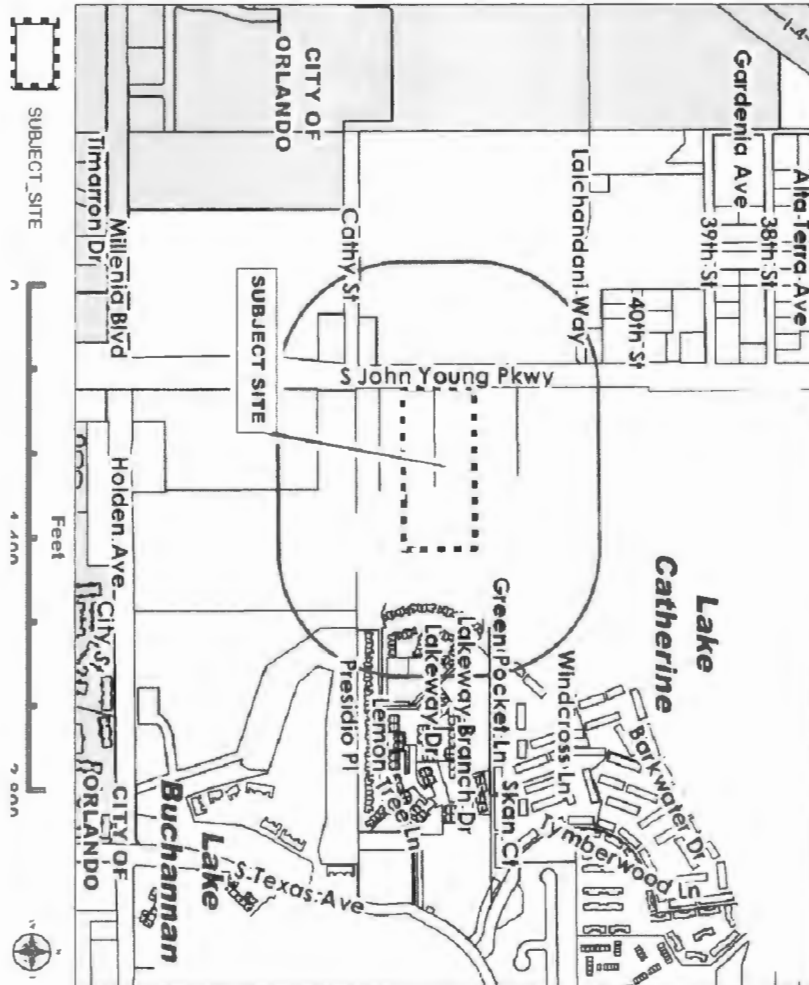 I-4
Gardenia Ave
Alta Terra Ave
38th St
39th St
40th St
Lalchandani Way
CITY OF
ORLANDO
Cathy St
Millenia Blvd
Timarron Dr
SUBJECT SITE
S John Young Pkwy
Lake
Catherine
Green Pocket Ln
Windcross Ln
Barkwater Dr
Tymberwood Ln
Skan Ct
Lakeway Branch Dr
Lakeway Dr
Lemon Tree Ln
Presidio Pl
Holden Ave
City St
CITY OF
ORLANDO
Lake
Buchannan
S Texas Ave
SUBJECT_SITE
Feet
0